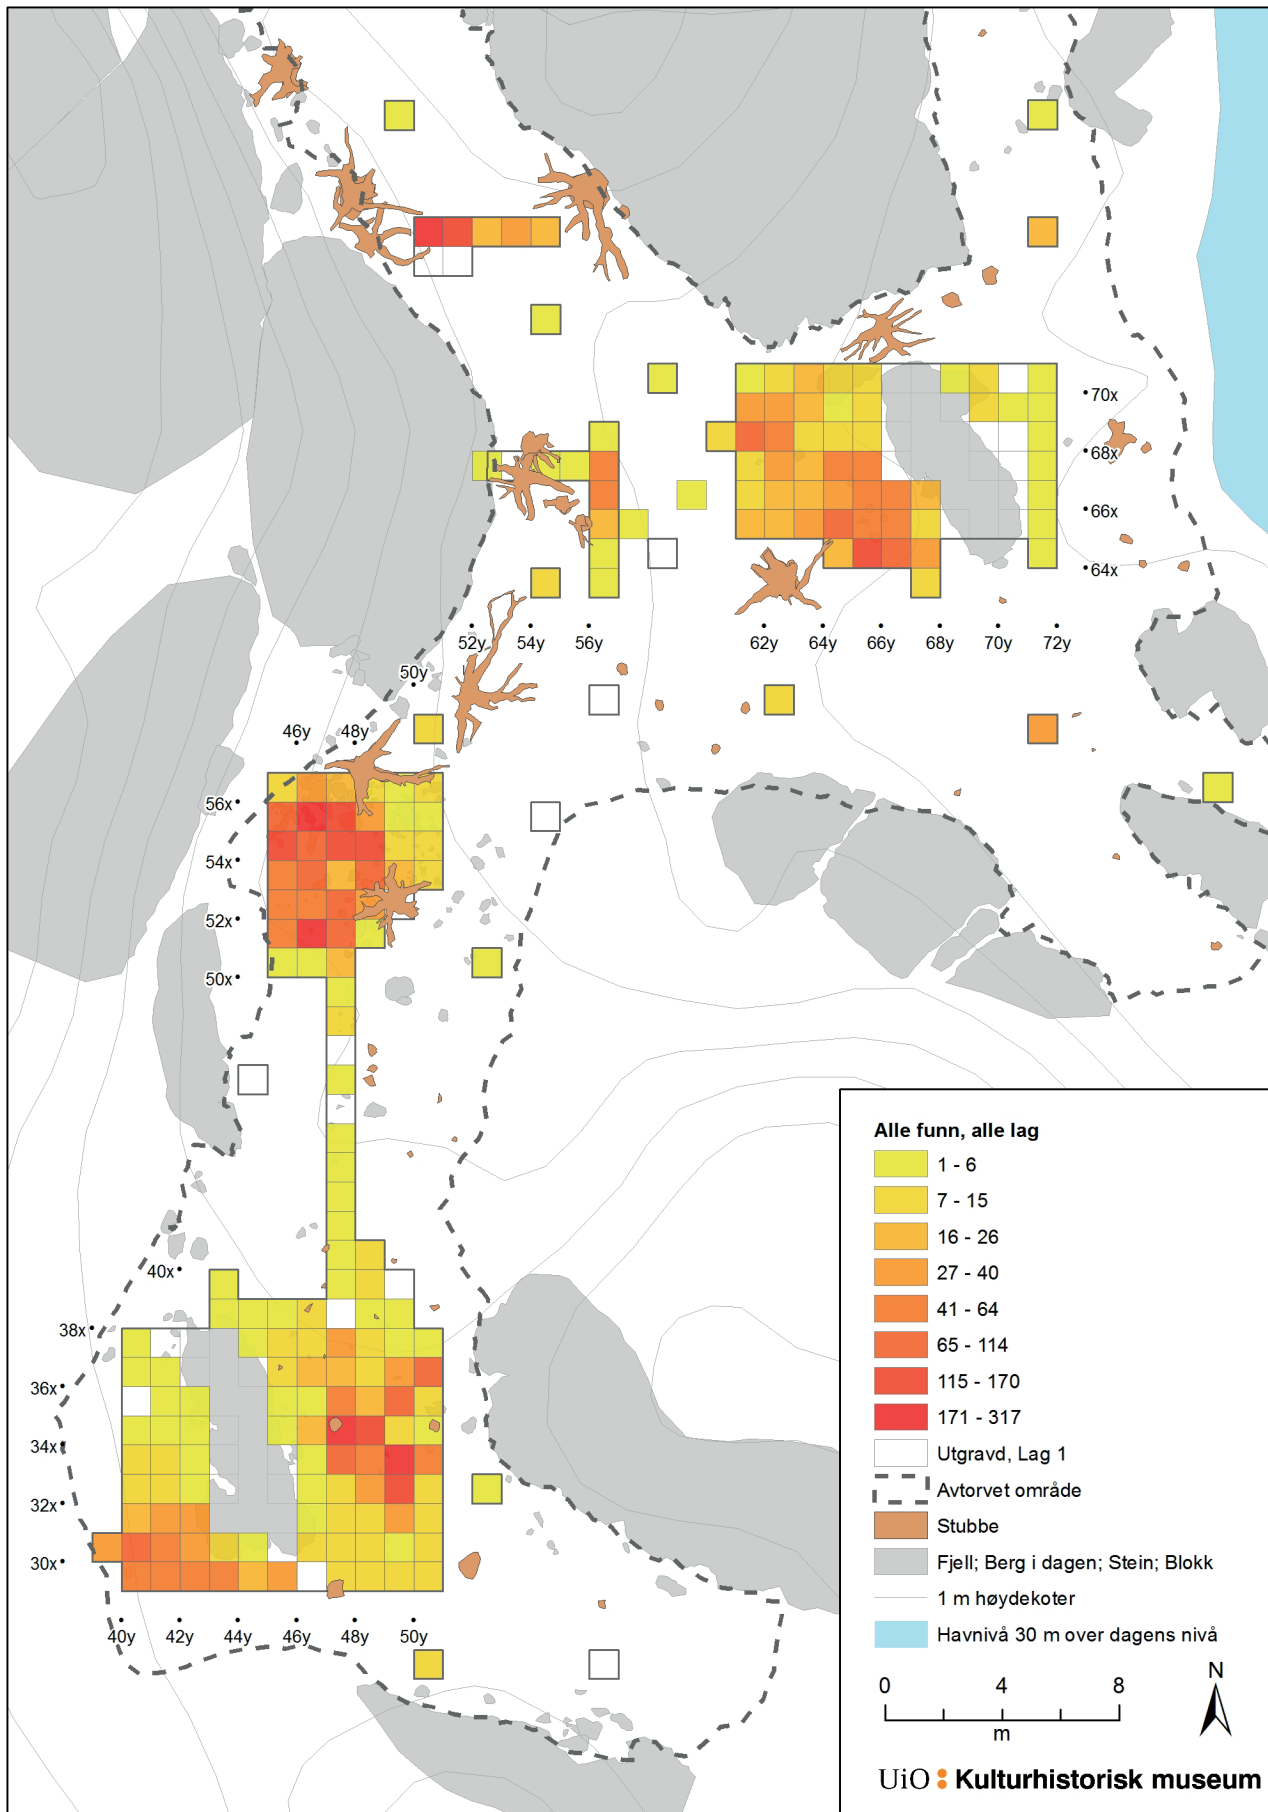 70x
68x
66x
64x
52y 54y 56y 62y 64y 66y 68y 70y 72y
50y
46y 48y
56x
54x
52x
50x
40x
38x
36x
34x
32x
30x
40y 42y 44y 46y 48y 50y
Alle funn, alle lag
1 - 6
7 - 15
16 - 26
27 - 40
41 - 64
65 - 114
115 - 170
171 - 317
Utgravd, Lag 1
Avtorvet område
Stubbe
Fjell; Berg i dagen; Stein; Blokk
1 m høydekoter
Havnivå 30 m over dagens nivå
0 4 8
m
N
UiO : Kulturhistorisk museum